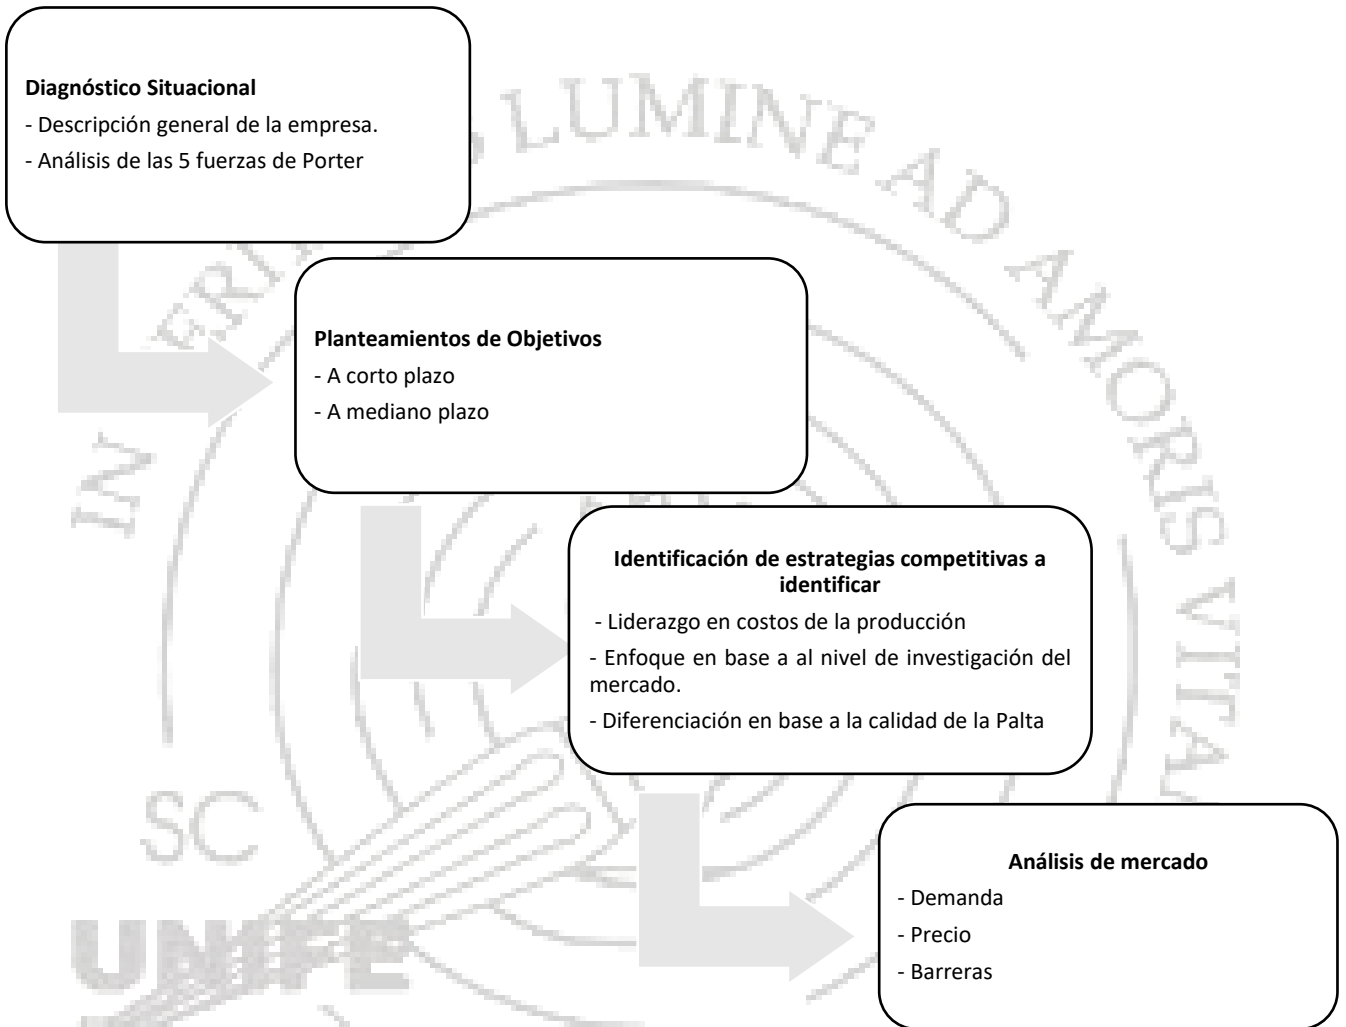 Diagnóstico Situacional
- Descripción general de la empresa.
- Análisis de las 5 fuerzas de Porter
LUMINE AD AMORIS VITA
IN
Planteamientos de Objetivos
- A corto plazo
- A mediano plazo
Identificación de estrategias competitivas a
identificar
- Liderazgo en costos de la producción
- Enfoque en base a al nivel de investigación del
mercado.
- Diferenciación en base a la calidad de la Palta
SC
Análisis de mercado
- Demanda
- Precio
- Barreras
UNIFE